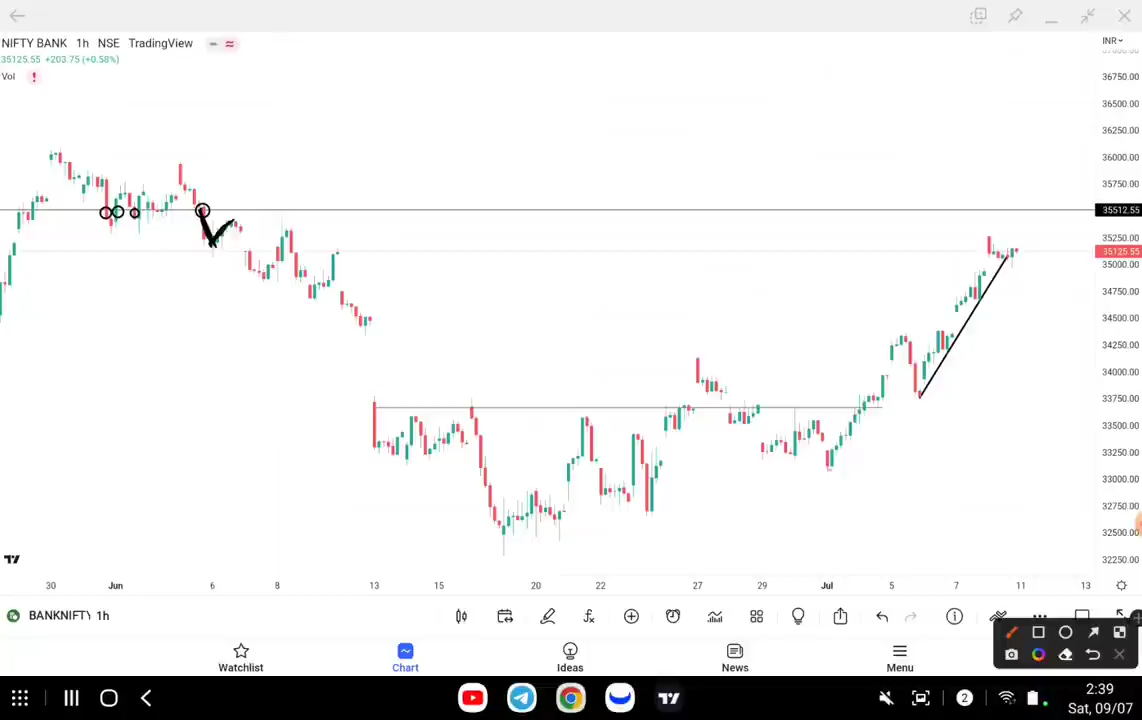 NIFTY BANK 1h NSE TradingView
INR
35125.55 +203.75 (+0.58%)
Vol
36750.00
36500.00
36250.00
36000.00
35750.00
35512.55
35250.00
35125.55
35000.00
34750.00
34500.00
34250.00
34000.00
33750.00
33500.00
33250.00
33000.00
32750.00
32500.00
32250.00
30 Jun 6 8 13 15 20 22 27 29 Jul 5 7 11 13
BANKNIFTY 1h
Watchlist Chart Ideas News Menu
2 2:39
Sat, 09/07